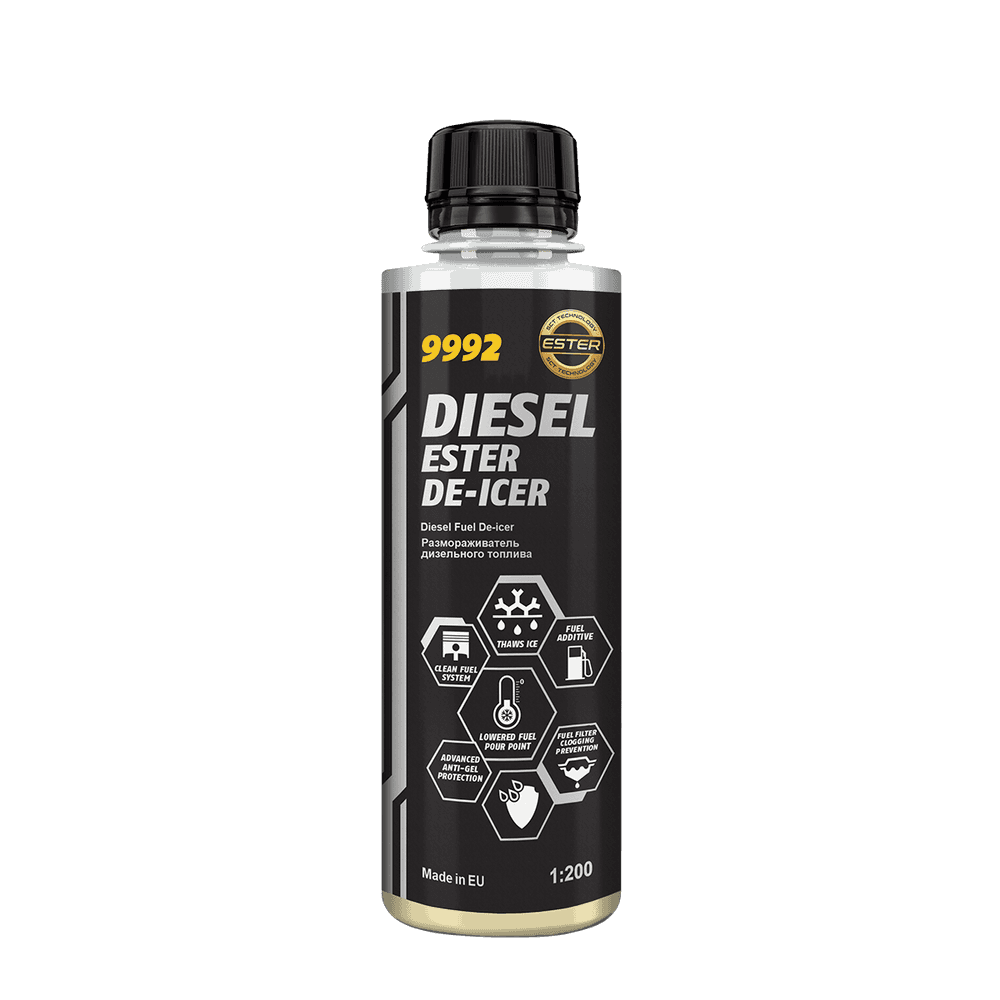 9992
SCT TECHNOLOGY
ESTER
SCT TECHNOLOGY
DIESEL
ESTER
DE-ICER
Diesel Fuel De-icer
Размораживатель
дизельного топлива
THAWS ICE
FUEL
ADDITIVE
CLEAN FUEL
SYSTEM
0
LOWERED FUEL
POUR POINT
FUEL FILTER
CLOGGING
PREVENTION
ADVANCED
ANTI-GEL
PROTECTION
Made in EU
1:200